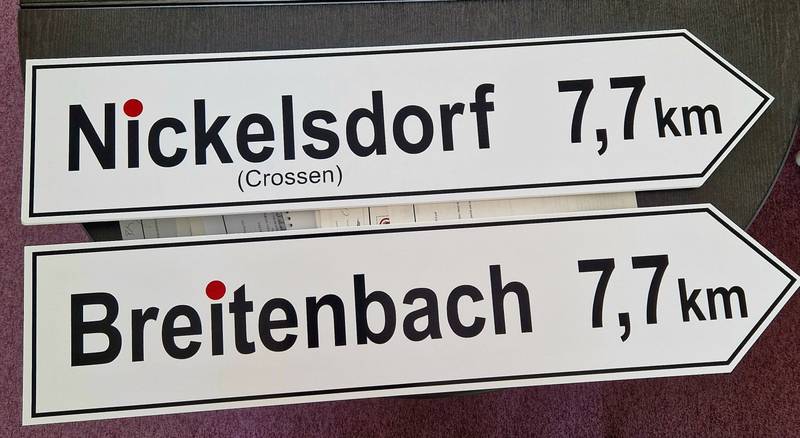 Nickelsdorf 7,7 km
(Crossen)
Breitenbach 7,7 km